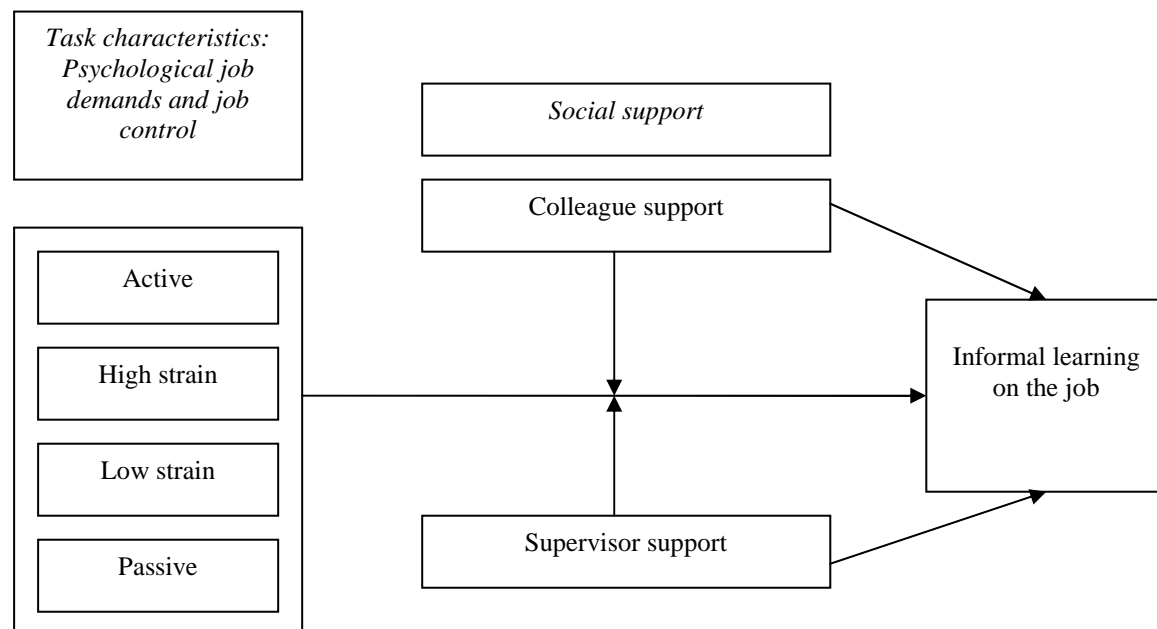 Task characteristics:
Psychological job
demands and job
control
Social support
Colleague support
Active
High strain
Informal learning
on the job
Low strain
Supervisor support
Passive